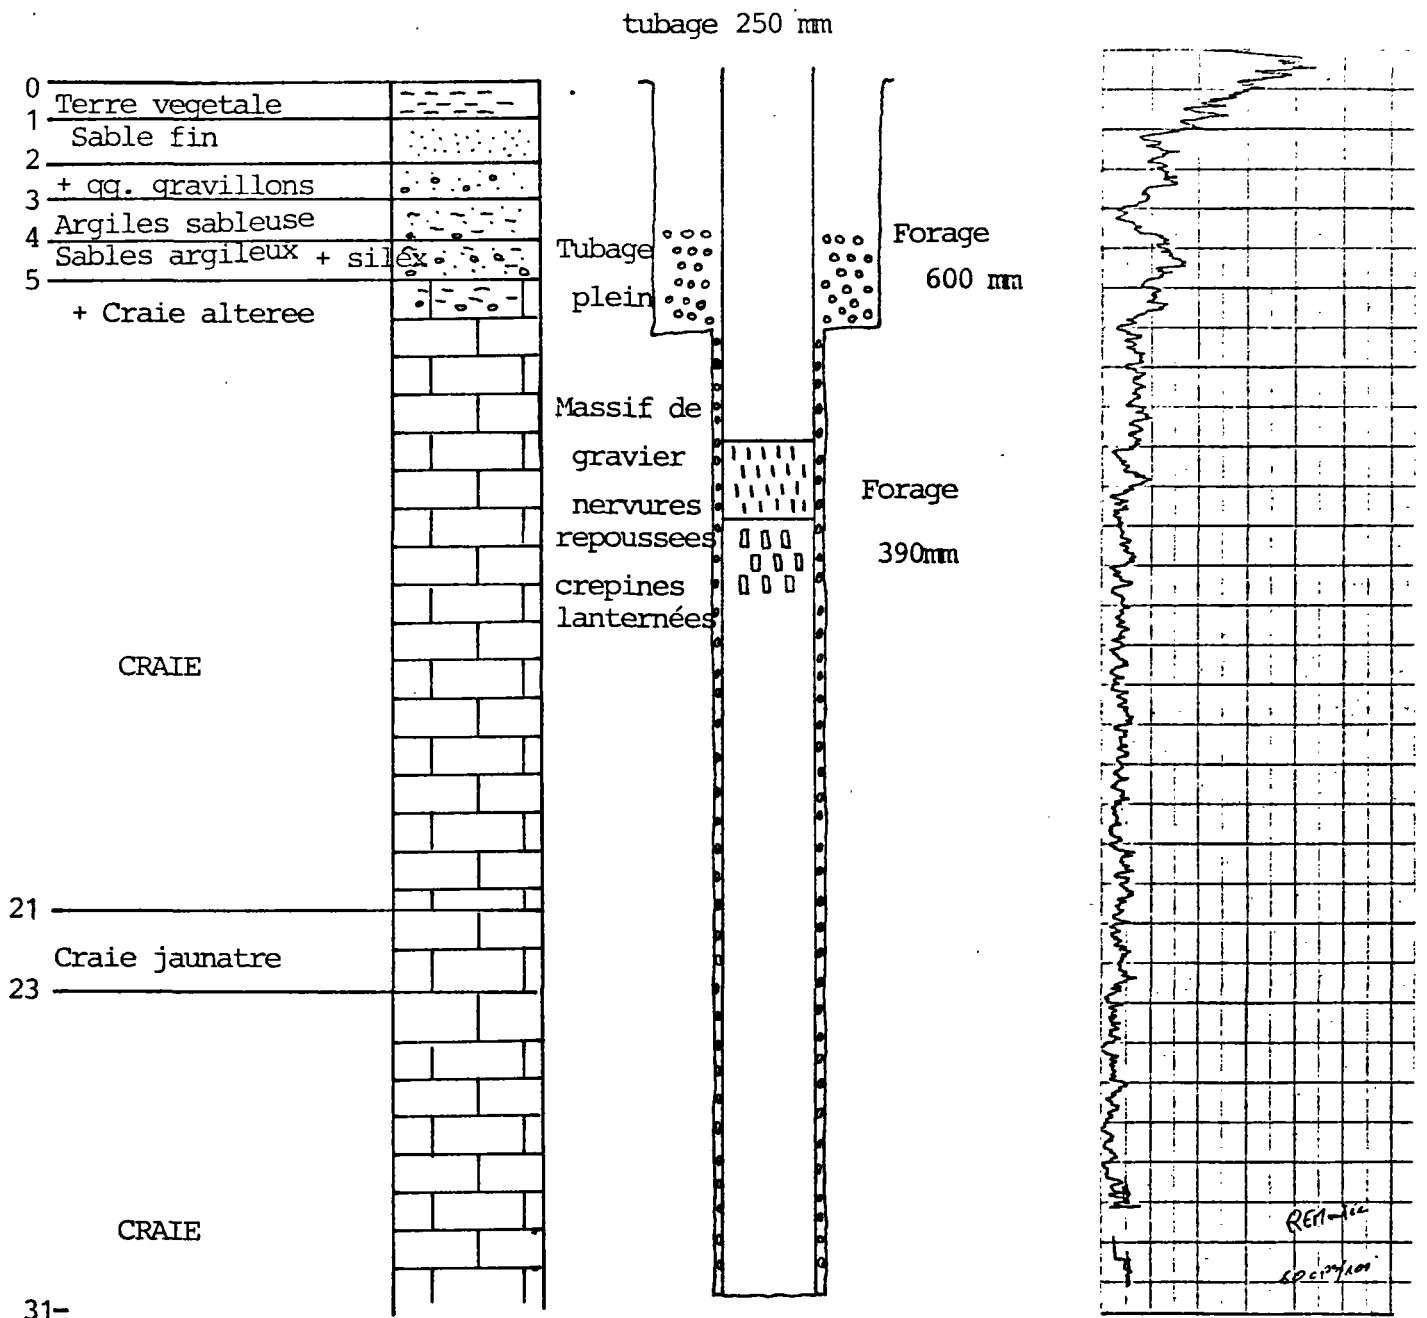 tubage 250 mm
0
Terre vegetale
1
Sable fin
2
+ qq. gravillons
3
Argiles sableuse
4
Sables argileux + silex
5
+ Craie alteree
CRAIE
21
Craie jaunatre
23
CRAIE
31-
Tubage
plein
Massif de
gravier
nervures
repoussees
crepines
lanternées
Forage
600 mm
Forage
390mm